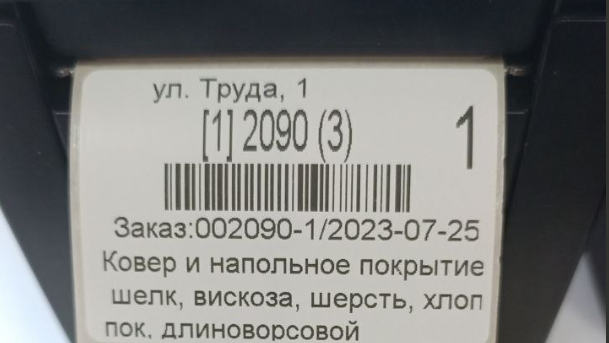 ул. Труда, 1
[1] 2090 (3)
1
Заказ:002090-1/2023-07-25
Ковер и напольное покрытие
шелк, вискоза, шерсть, хлоп
пок, длиноворсовой